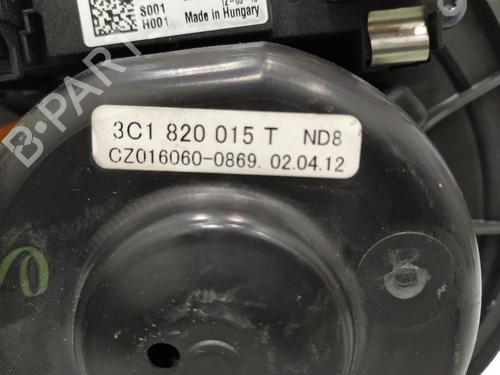 S001
H001
Made in Hungary
B-PARTS
3C1 820 015 T ND8
CZ016060-0869. 02.04.12